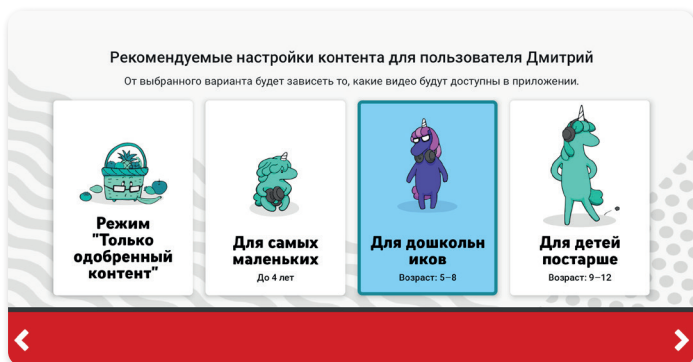 Рекомендуемые настройки контента для пользователя Дмитрий
От выбранного варианта будет зависеть то, какие видео будут доступны в приложении.
Режим
"Только
одобренный
контент"
Для самых
маленьких
До 4 лет
Для дошкольн
иков
Возраст: 5–8
Для детей
постарше
Возраст: 9–12